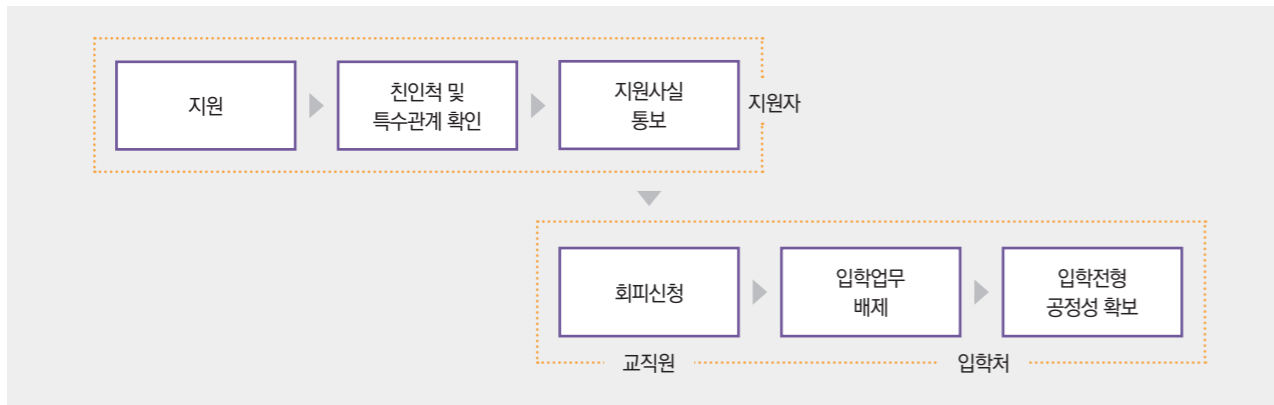 지원
친인척 및
특수관계 확인
지원사실
통보
지원자
회피신청
입학업무
배제
입학전형
공정성 확보
교직원
입학처